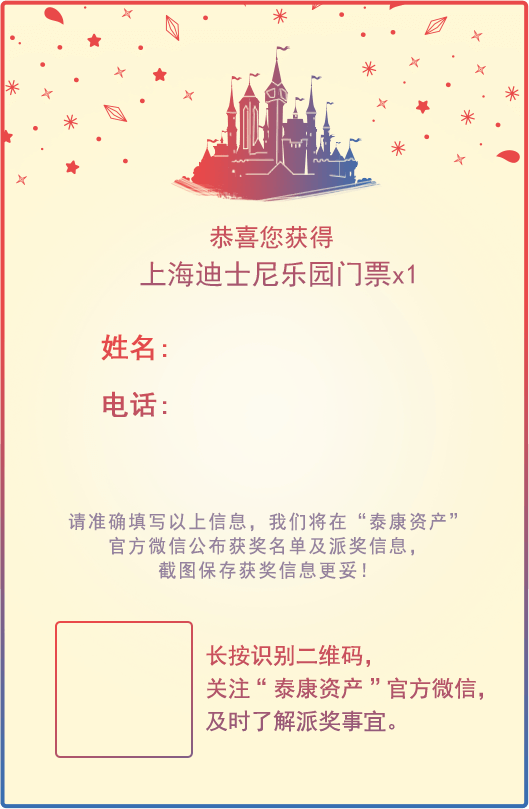 恭喜您获得
上海迪士尼乐园门票x1
姓名：
电话：
请准确填写以上信息，我们将在“泰康资产”
官方微信公布获奖名单及派奖信息，
截图保存获奖信息更妥！
长按识别二维码，
关注“泰康资产”官方微信，
及时了解派奖事宜。